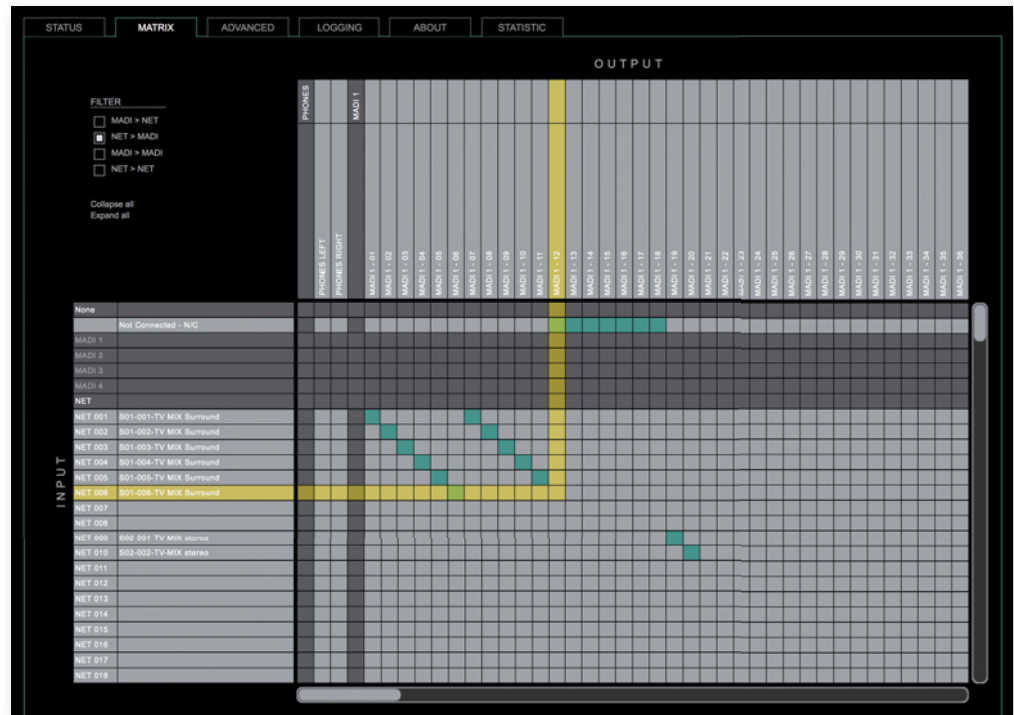 STATUS
MATRIX
ADVANCED
LOGGING
ABOUT
STATISTIC
OUTPUT
FILTER
MADI > NET
NET > MADI
MADI > MADI
NET > NET
Collapse all
Expand all
PHONES
PHONES LEFT
PHONES RIGHT
MADI 1
MADI 1 - 01
MADI 1 - 02
MADI 1 - 03
MADI 1 - 04
MADI 1 - 05
MADI 1 - 06
MADI 1 - 07
MADI 1 - 08
MADI 1 - 09
MADI 1 - 10
MADI 1 - 11
MADI 1 - 12
MADI 1 - 13
MADI 1 - 14
MADI 1 - 15
MADI 1 - 16
MADI 1 - 17
MADI 1 - 18
MADI 1 - 19
MADI 1 - 20
MADI 1 - 21
MADI 1 - 22
MADI 1 - 23
MADI 1 - 24
MADI 1 - 25
MADI 1 - 26
MADI 1 - 27
MADI 1 - 28
MADI 1 - 29
MADI 1 - 30
MADI 1 - 31
MADI 1 - 32
MADI 1 - 33
MADI 1 - 34
MADI 1 - 35
MADI 1 - 36
INPUT
None
Not Connected - N/C
MADI 1
MADI 2
MADI 3
MADI 4
NET
NET 001 S01-001-TV MIX Surround
NET 002 S01-002-TV MIX Surround
NET 003 S01-003-TV MIX Surround
NET 004 S01-004-TV MIX Surround
NET 005 S01-005-TV MIX Surround
NET 006 S01-006-TV MIX Surround
NET 007
NET 008
NET 009 S02 001 TV MIX stereo
NET 010 S02-002-TV-MIX stereo
NET 011
NET 012
NET 013
NET 014
NET 015
NET 016
NET 017
NET 018